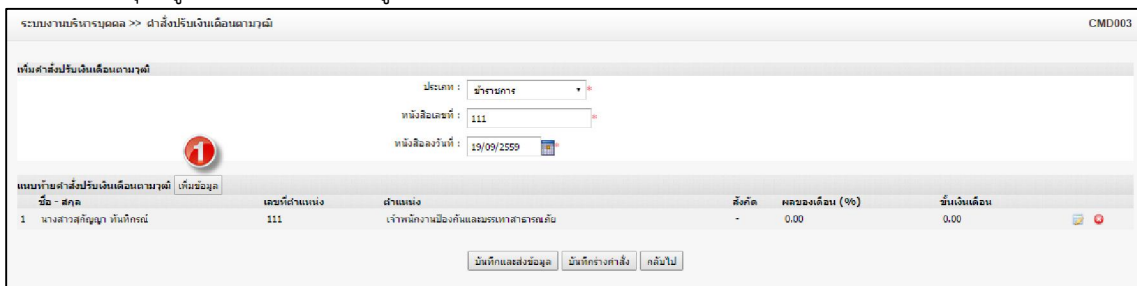 ระบบงานบริหารบุคคล >> คำสั่งปรับเงินเดือนตามวุฒิ CMD003
เพิ่มคำสั่งปรับเงินเดือนตามวุฒิ
ประเภท : ข้าราชการ *
หนังสือเลขที่ : 111 *
หนังสือลงวันที่ : 19/09/2559 *
1
แนบท้ายคำสั่งปรับเงินเดือนตามวุฒิ เพิ่มข้อมูล
ชื่อ - สกุล เลขที่ตำแหน่ง ตำแหน่ง สังกัด ผลของเดือน (%) ขั้นเงินเดือน
1 นางสาวสุกัญญา ทันทิกรณ์ 111 เจ้าพนักงานป้องกันและบรรเทาสาธารณภัย - 0.00 0.00
บันทึกและส่งข้อมูล บันทึกร่างคำสั่ง กลับไป